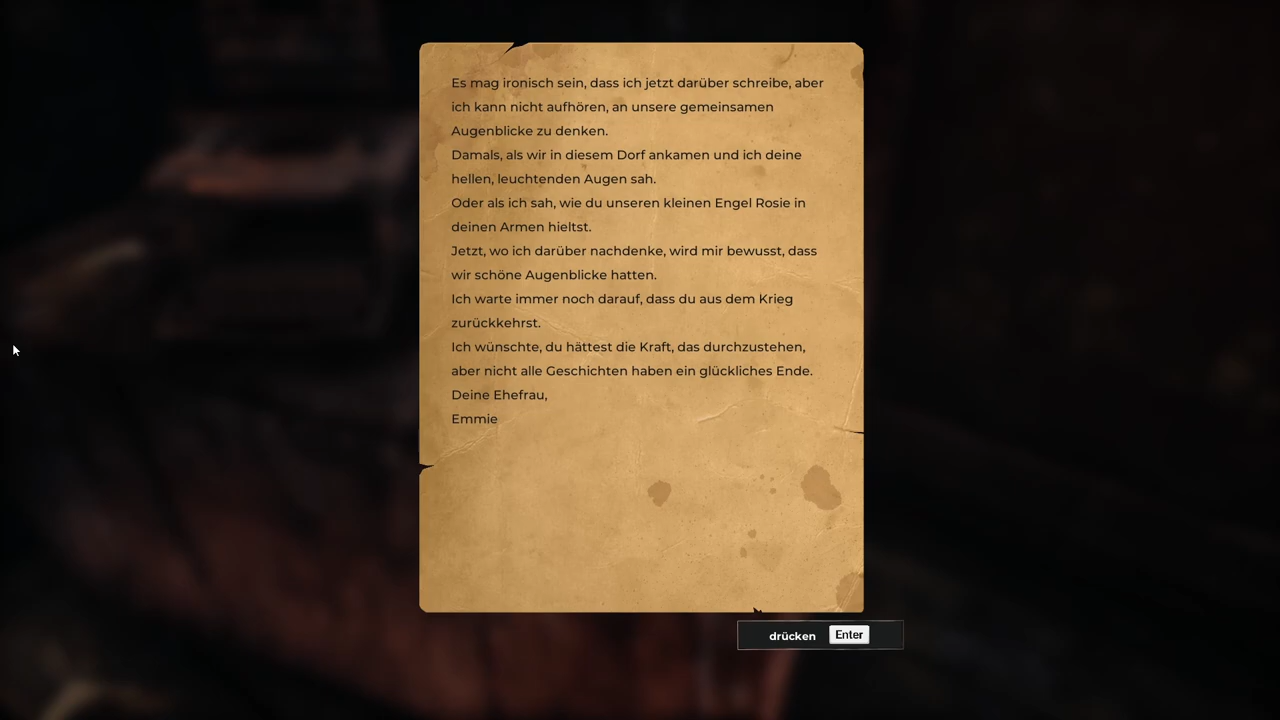 Es mag ironisch sein, dass ich jetzt darüber schreibe, aber
ich kann nicht aufhören, an unsere gemeinsamen
Augenblicke zu denken.
Damals, als wir in diesem Dorf ankamen und ich deine
hellen, leuchtenden Augen sah.
Oder als ich sah, wie du unseren kleinen Engel Rosie in
deinen Armen hieltst.
Jetzt, wo ich darüber nachdenke, wird mir bewusst, dass
wir schöne Augenblicke hatten.
Ich warte immer noch darauf, dass du aus dem Krieg
zurückkehrst.
Ich wünschte, du hättest die Kraft, das durchzustehen,
aber nicht alle Geschichten haben ein glückliches Ende.
Deine Ehefrau,
Emmie
drücken Enter